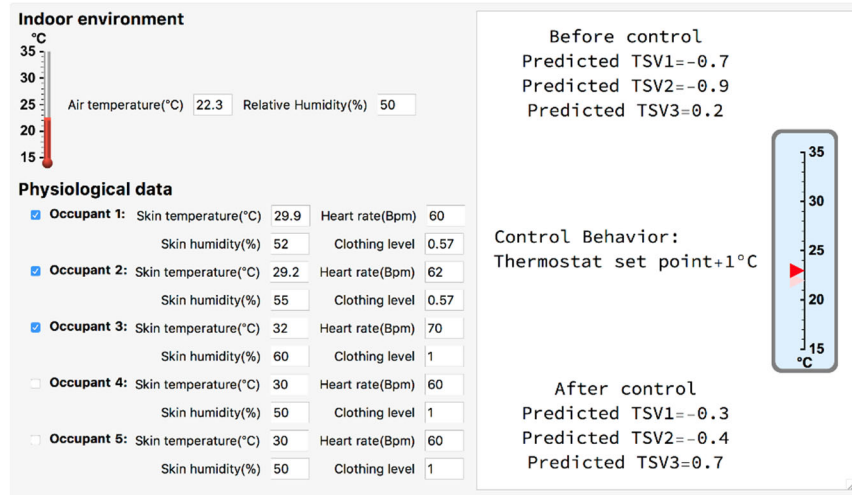 Indoor environment
°C
35
30
25
20
15
Air temperature(°C) 22.3 Relative Humidity(%) 50
Physiological data
Occupant 1: Skin temperature(°C) 29.9 Heart rate(Bpm) 60
Skin humidity(%) 52 Clothing level 0.57
Occupant 2: Skin temperature(°C) 29.2 Heart rate(Bpm) 62
Skin humidity(%) 55 Clothing level 0.57
Occupant 3: Skin temperature(°C) 32 Heart rate(Bpm) 70
Skin humidity(%) 60 Clothing level 1
Occupant 4: Skin temperature(°C) 30 Heart rate(Bpm) 60
Skin humidity(%) 50 Clothing level 1
Occupant 5: Skin temperature(°C) 30 Heart rate(Bpm) 60
Skin humidity(%) 50 Clothing level 1
Before control
Predicted TSV1=-0.7
Predicted TSV2=-0.9
Predicted TSV3=0.2
Control Behavior:
Thermostat set point+1°C
35
30
25
20
15
°C
After control
Predicted TSV1=-0.3
Predicted TSV2=-0.4
Predicted TSV3=0.7